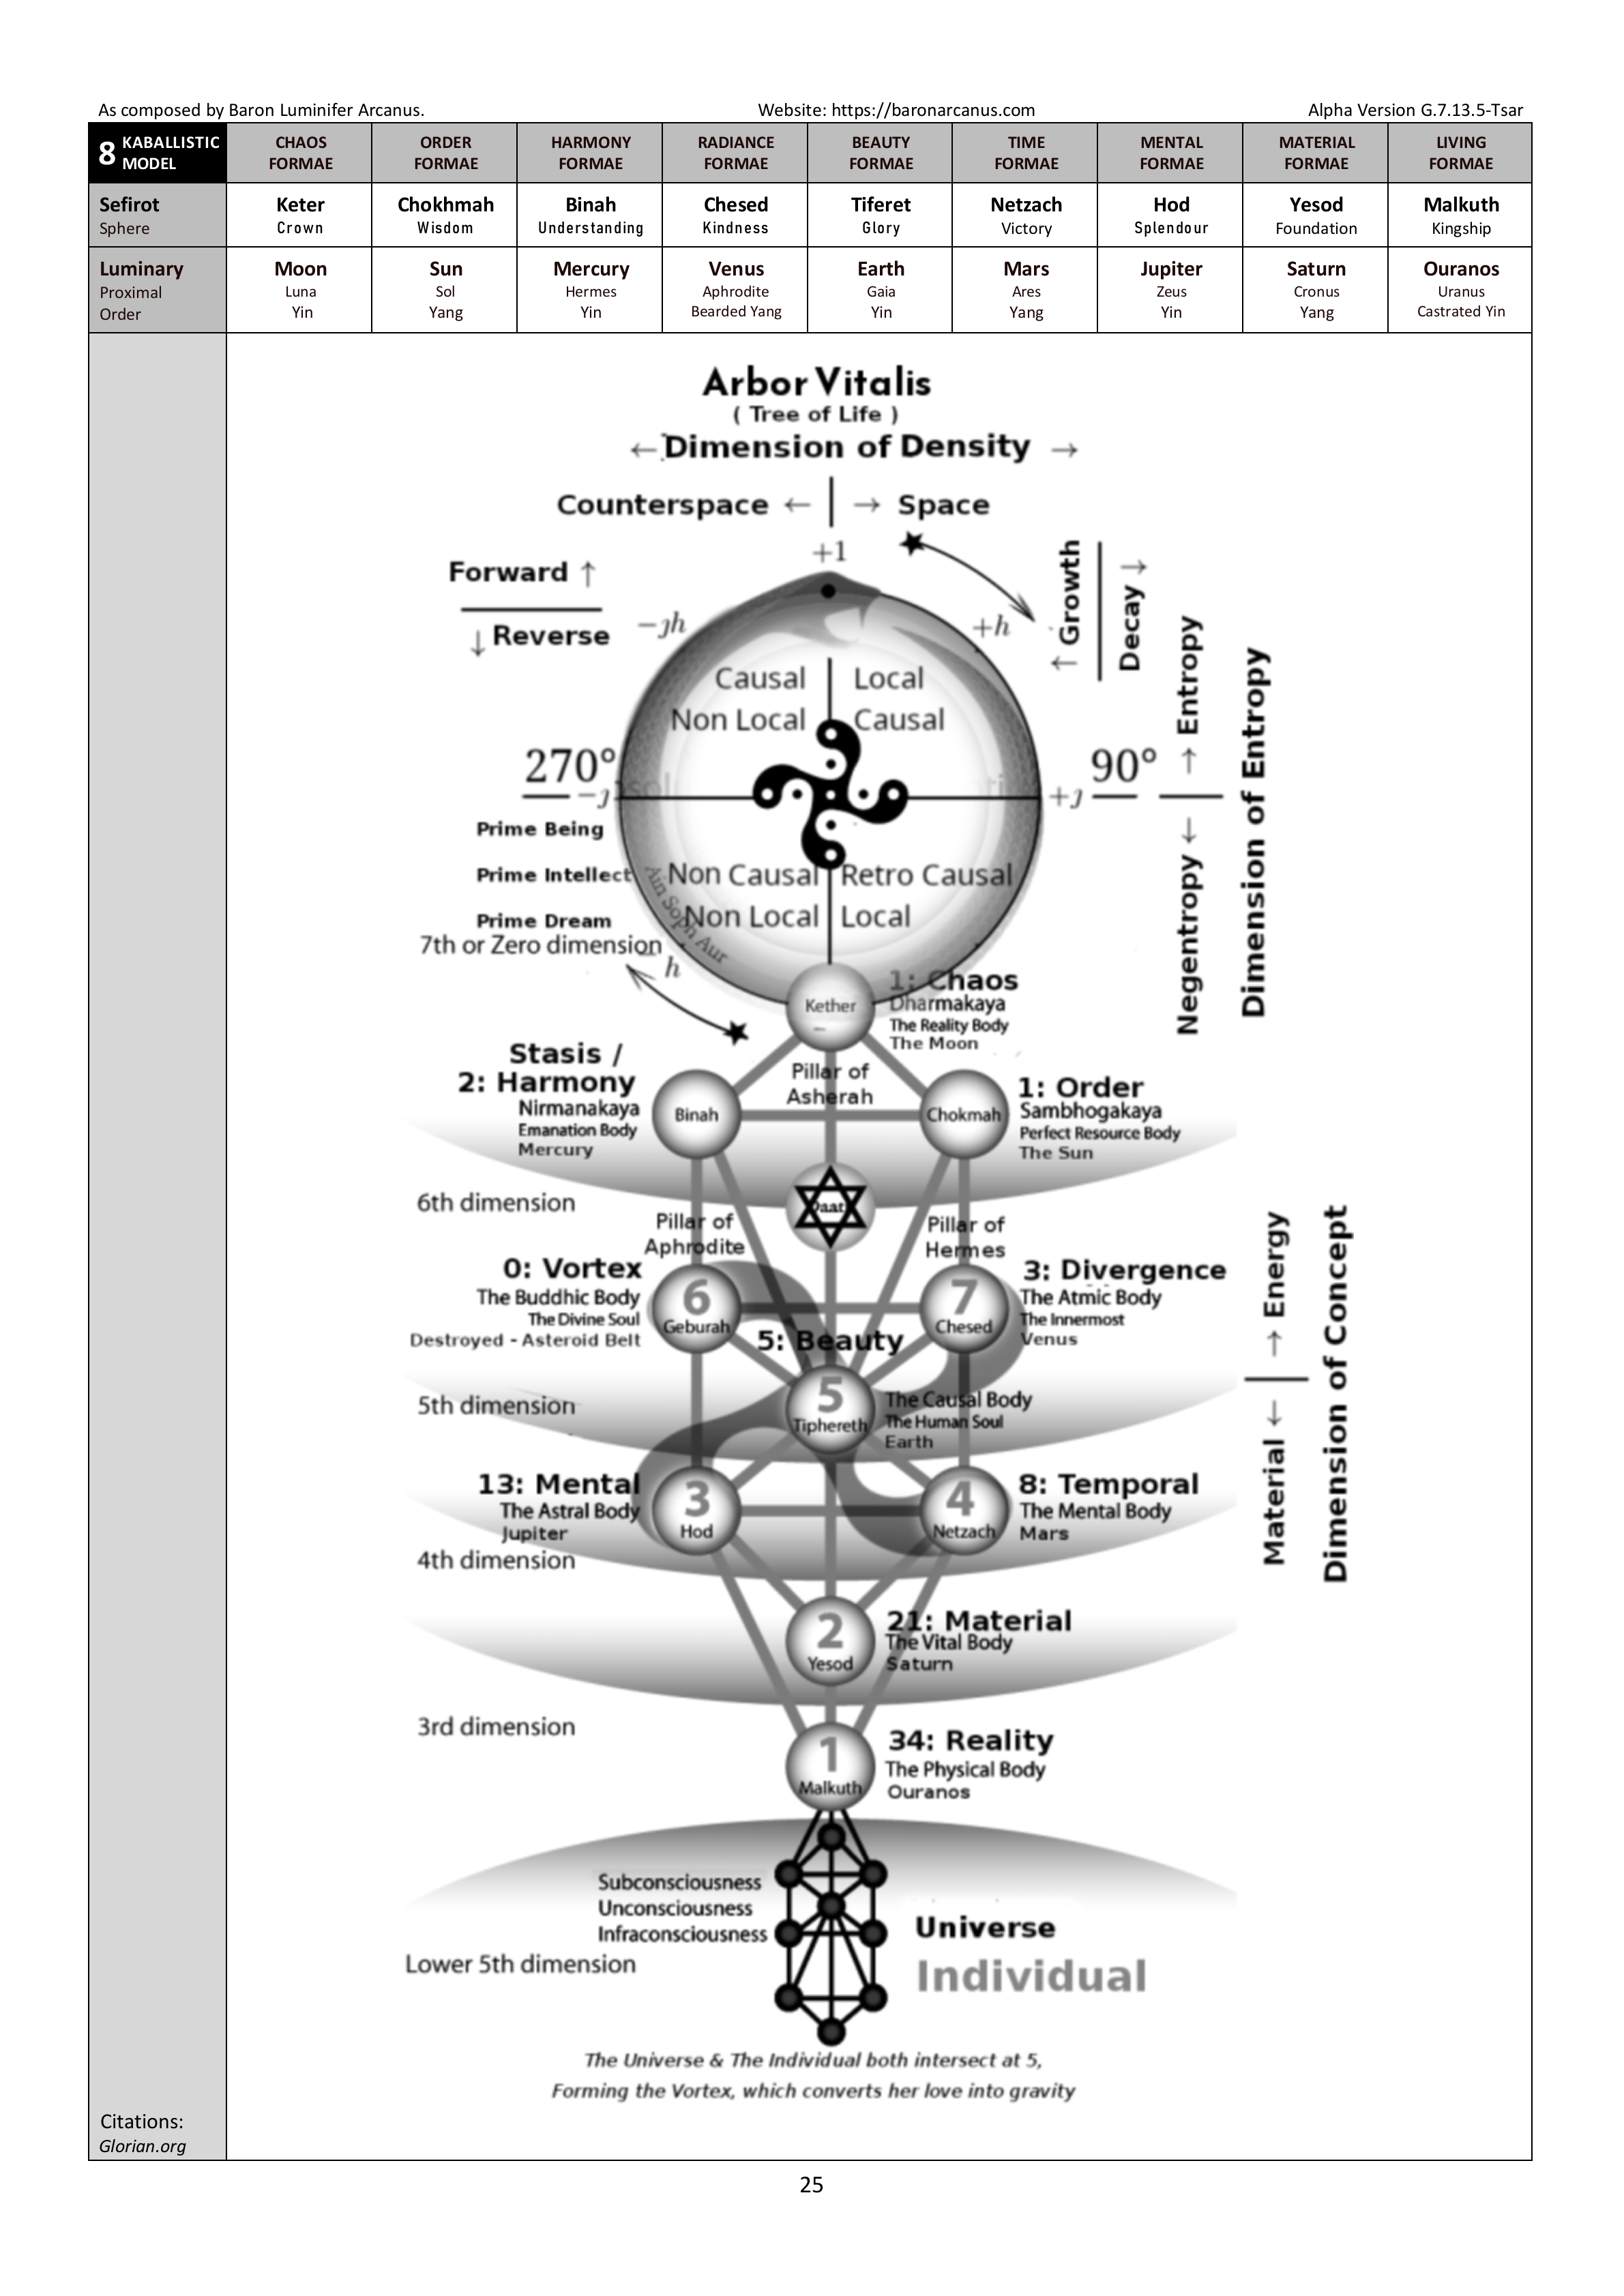 As composed by Baron Luminifer Arcanus. Website: https://baronarcanus.com Alpha Version G.7.13.5-Tsar
8 KABALLISTIC MODEL CHAOS FORMAE ORDER FORMAE HARMONY FORMAE RADIANCE FORMAE BEAUTY FORMAE TIME FORMAE MENTAL FORMAE MATERIAL FORMAE LIVING FORMAE
Sefirot Keter Chokhmah Binah Chesed Tiferet Netzach Hod Yesod Malkuth
Sphere Crown Wisdom Understanding Kindness Glory Victory Splendour Foundation Kingship
Luminary Moon Sun Mercury Venus Earth Mars Jupiter Saturn Ouranos
Proximal Luna Sol Hermes Aphrodite Gaia Ares Zeus Cronus Uranus
Order Yin Yang Yin Bearded Yang Yin Yang Yin Yang Castrated Yin
Arbor Vitalis
( Tree of Life )
← Dimension of Density →
Counterspace ← → Space
+1
Forward ↑
↓ Reverse
← Growth
Decay →
−jh
+h
Causal Local
Non Local Causal
270°
−j
+j
90°
Negentropy ← → Entropy
Dimension of Entropy
Prime Being
Prime Intellect
Prime Dream
Non Causal Retro Causal
Non Local Local
Ain Soph Aur
7th or Zero dimension
− h
Kether
1: Chaos
Dharmakaya
The Reality Body
The Moon
Pillar of
Asherah
Stasis /
2: Harmony
Nirmanakaya
Emanation Body
Mercury
Binah
Chokmah
1: Order
Sambhogakaya
Perfect Resource Body
The Sun
6th dimension
Pillar of
Aphrodite
Pillar of
Hermes
0: Vortex
The Buddhic Body
The Divine Soul
Destroyed - Asteroid Belt
6
Geburah
7
Chesed
3: Divergence
The Atmic Body
The Innermost
Venus
Material ← → Energy
Dimension of Concept
5: Beauty
5
Tiphereth
The Causal Body
The Human Soul
Earth
5th dimension
13: Mental
The Astral Body
Jupiter
3
Hod
4
Netzach
8: Temporal
The Mental Body
Mars
4th dimension
2
Yesod
21: Material
The Vital Body
Saturn
3rd dimension
1
Malkuth
34: Reality
The Physical Body
Ouranos
Subconsciousness
Unconsciousness
Infraconsciousness
Lower 5th dimension
Universe
Individual
The Universe & The Individual both intersect at 5,
Forming the Vortex, which converts her love into gravity
Citations:
Glorian.org
25